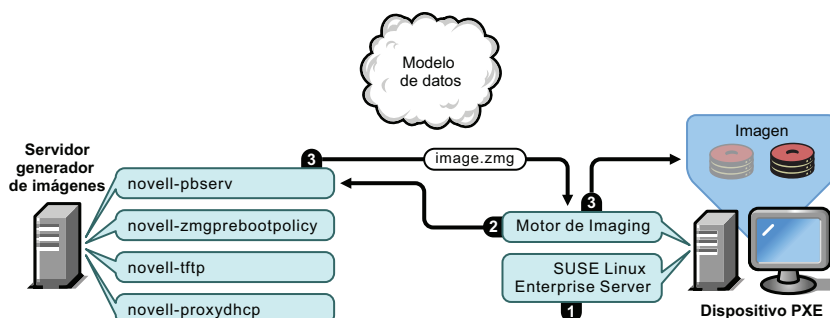 Modelo
de datos
Servidor
generador
de imágenes
3
image.zmg
3
Imagen
novell-pbserv
novell-zmgprebootpolicy
2
Motor de Imaging
novell-tftp
SUSE Linux
Enterprise Server
novell-proxydhcp
1
Dispositivo PXE